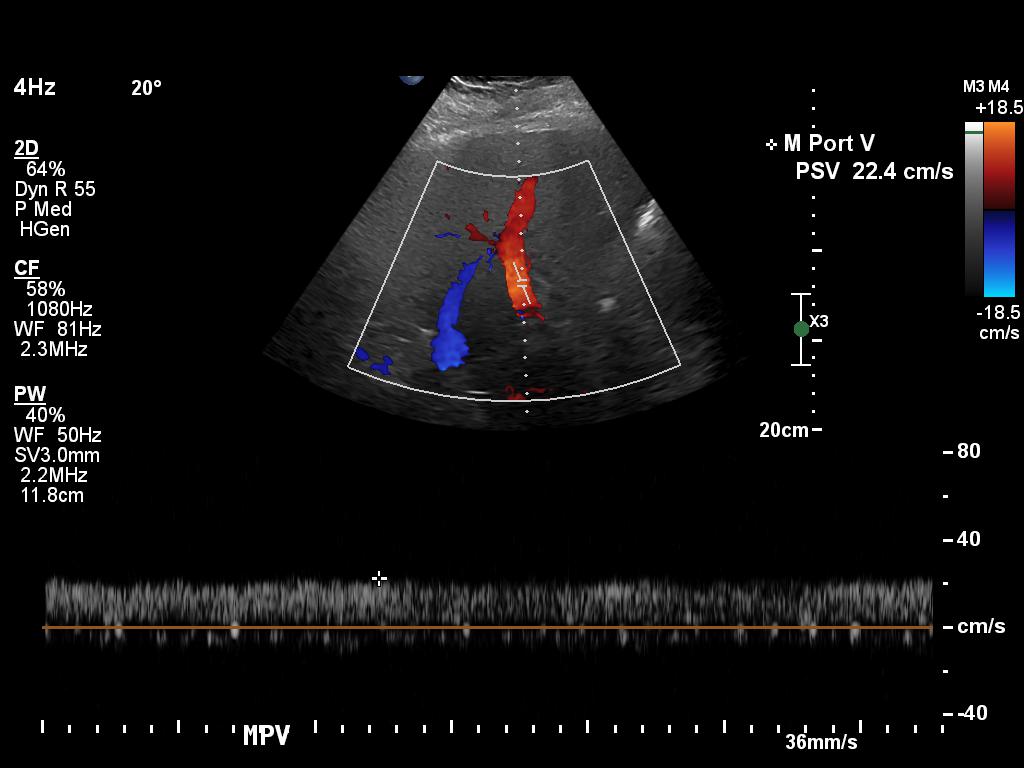 4Hz
20°
M3 M4
+18.5
2D
64%
Dyn R 55
P Med
HGen
M Port V
PSV 22.4 cm/s
CF
58%
1080Hz
WF 81Hz
2.3MHz
X3
-18.5
cm/s
PW
40%
WF 50Hz
SV3.0mm
2.2MHz
11.8cm
20cm
80
40
cm/s
-40
MPV
36mm/s